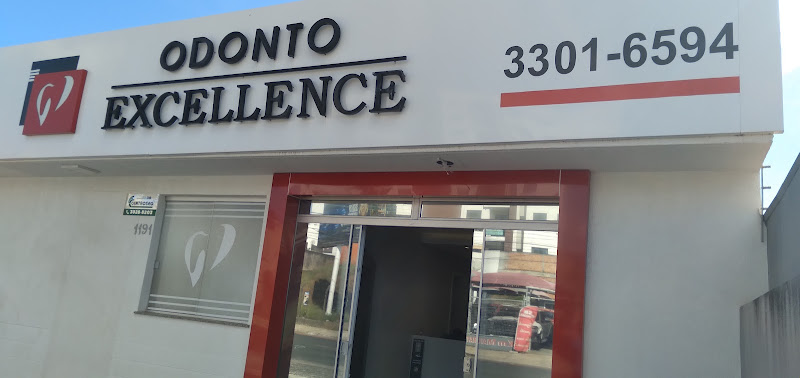 ODONTO
EXCELLENCE
3301-6594
1191